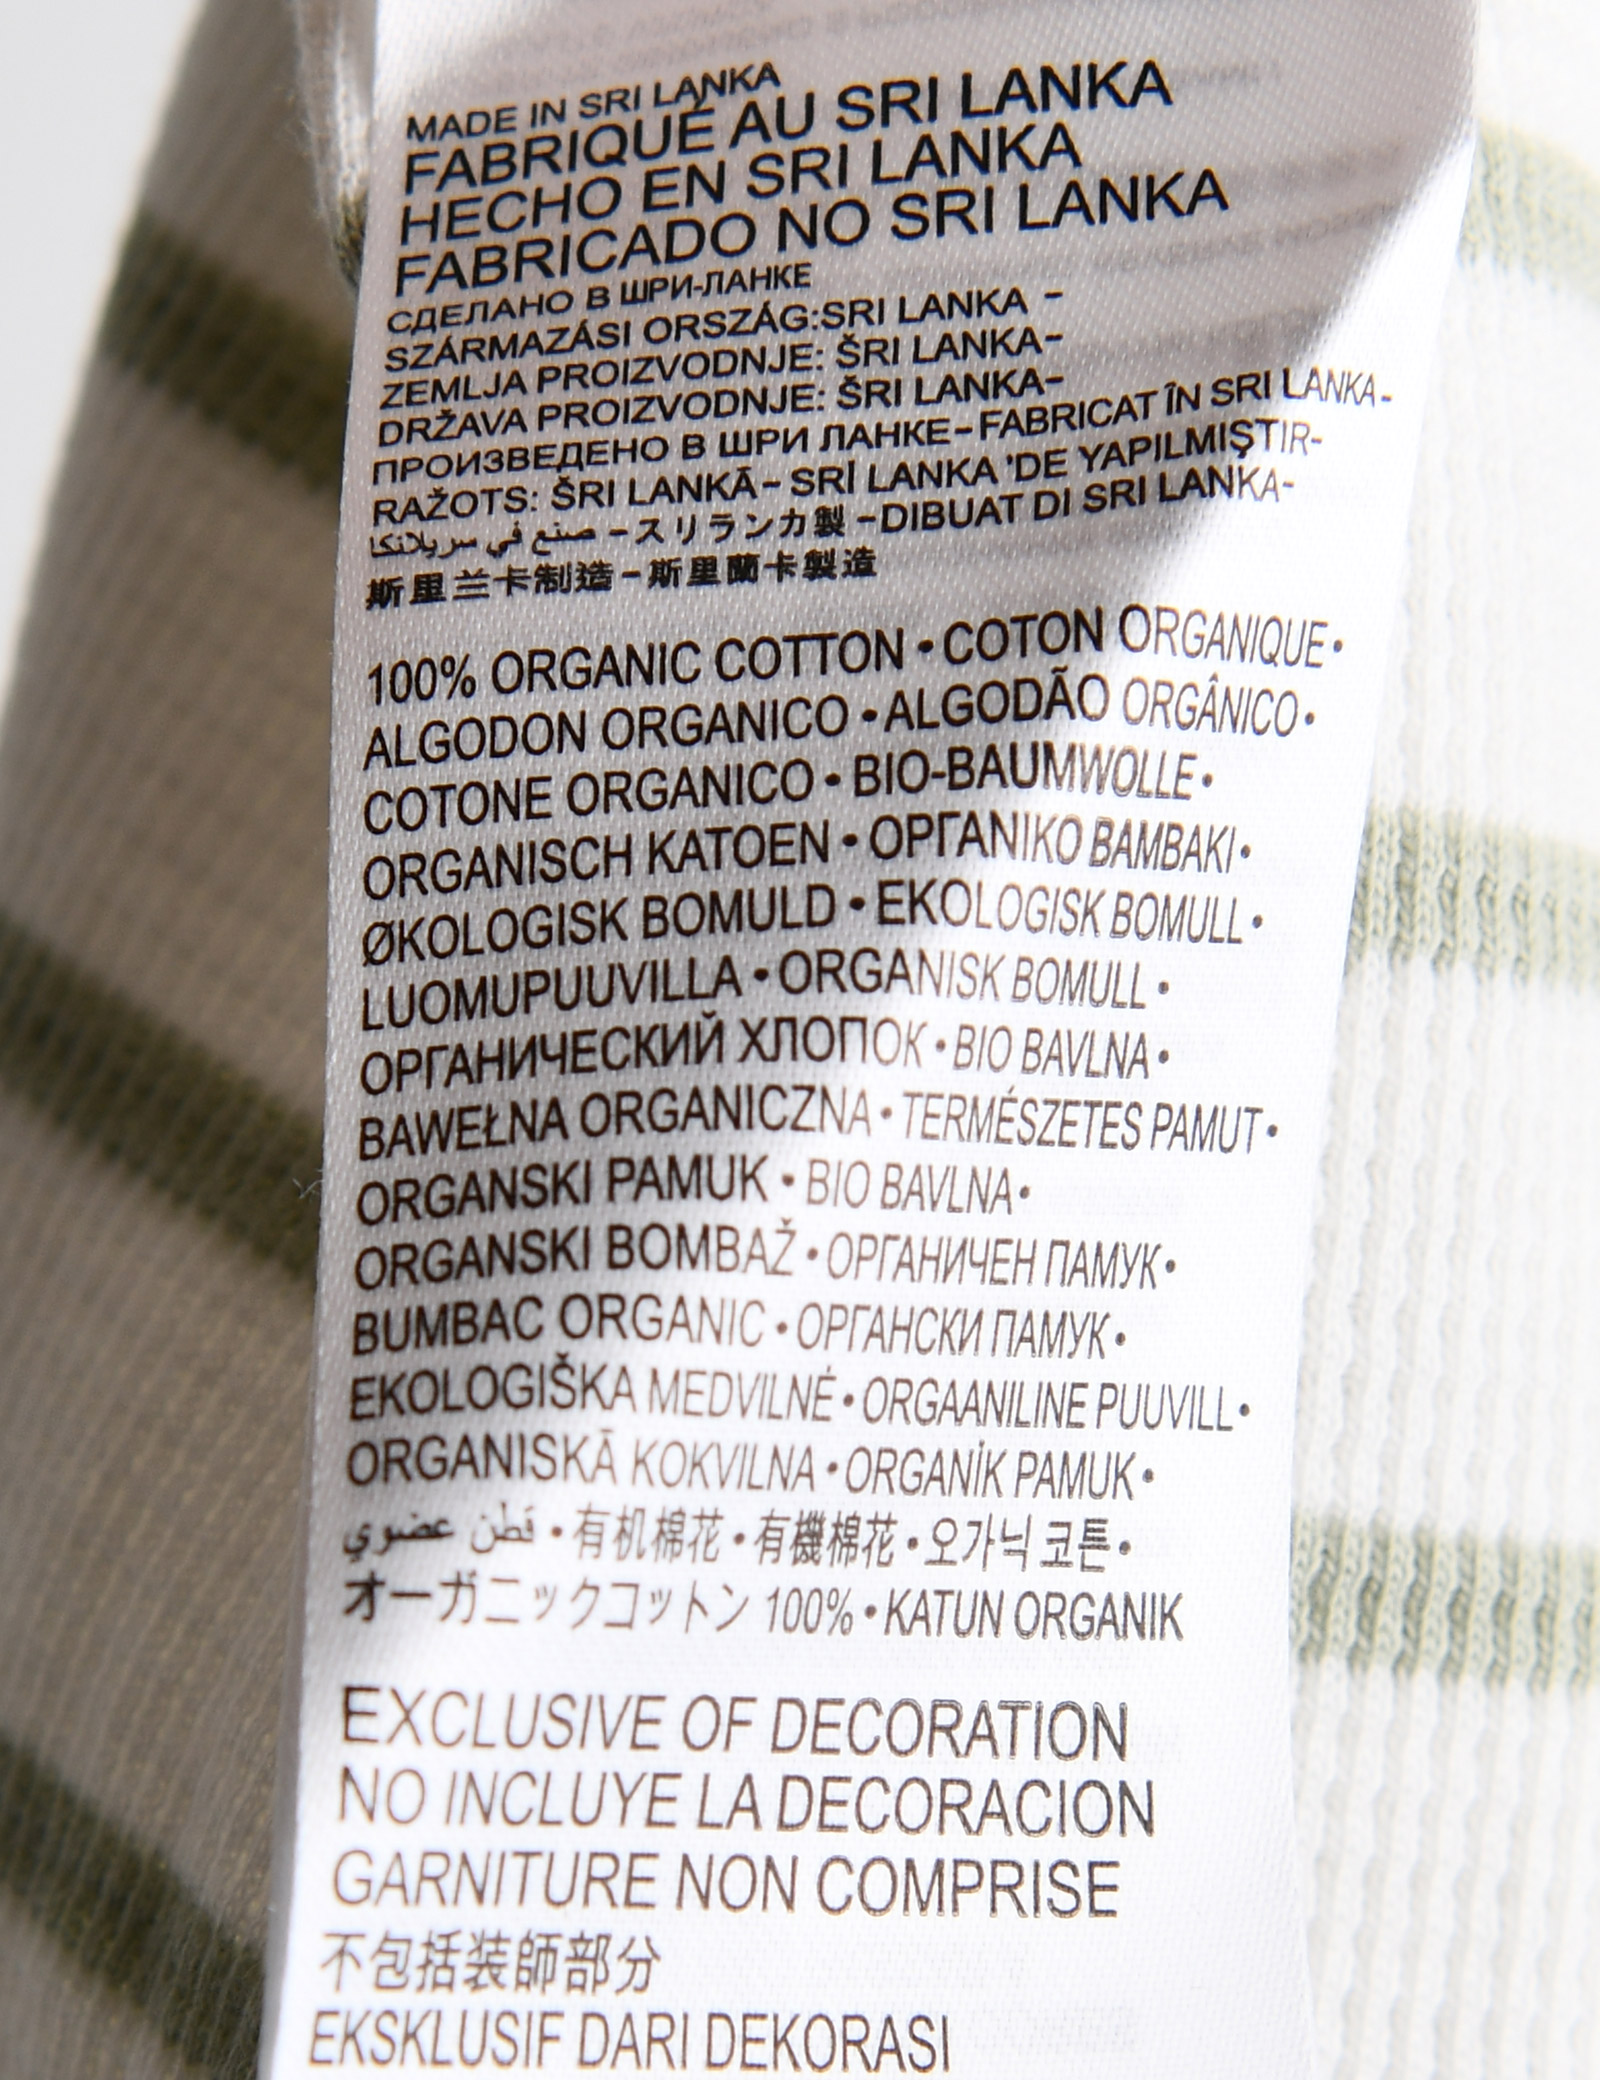 MADE IN SRI LANKA
FABRIQUÉ AU SRI LANKA
HECHO EN SRI LANKA
FABRICADO NO SRI LANKA
СДЕЛАНО В ШРИ-ЛАНКЕ
SZÁRMAZÁSI ORSZÁG:SRI LANKA -
ZEMLJA PROIZVODNJE: ŠRI LANKA-
DRŽAVA PROIZVODNJE: ŠRI LANKA-
ПРОИЗВЕДЕНО В ШРИ ЛАНКЕ-FABRICAT ÎN SRI LANKA-
RAŽOTS: ŠRI LANKĀ- SRİ LANKA 'DE YAPILMIŞTIR-
صنع في سريلانكا -スリランカ製 -DIBUAT DI SRI LANKA-
斯里兰卡制造-斯里蘭卡製造
100% ORGANIC COTTON • COTON ORGANIQUE •
ALGODON ORGANICO • ALGODÃO ORGÂNICO •
COTONE ORGANICO • BIO-BAUMWOLLE •
ORGANISCH KATOEN • ΟΡΓΑΝΙΚΟ ΒΑΜΒΑΚΙ •
ØKOLOGISK BOMULD • EKOLOGISK BOMULL •
LUOMUPUUVILLA • ORGANISK BOMULL •
ОРГАНИЧЕСКИЙ ХЛОПОК • BIO BAVLNA •
BAWEŁNA ORGANICZNA • TERMÉSZETES PAMUT •
ORGANSKI PAMUK • BIO BAVLNA •
ORGANSKI BOMBAŽ • ОРГАНИЧЕН ПАМУК •
BUMBAC ORGANIC • ОРГАНСКИ ПАМУК •
EKOLOGIŠKA MEDVILNĖ • ORGAANILINE PUUVILL •
ORGANISKĀ KOKVILNA • ORGANİK PAMUK •
قطن عضوي • 有机棉花 • 有機棉花 • 오가닉 코튼 •
オーガニックコットン 100% • KATUN ORGANIK
EXCLUSIVE OF DECORATION
NO INCLUYE LA DECORACION
GARNITURE NON COMPRISE
不包括装師部分
EKSKLUSIF DARI DEKORASI